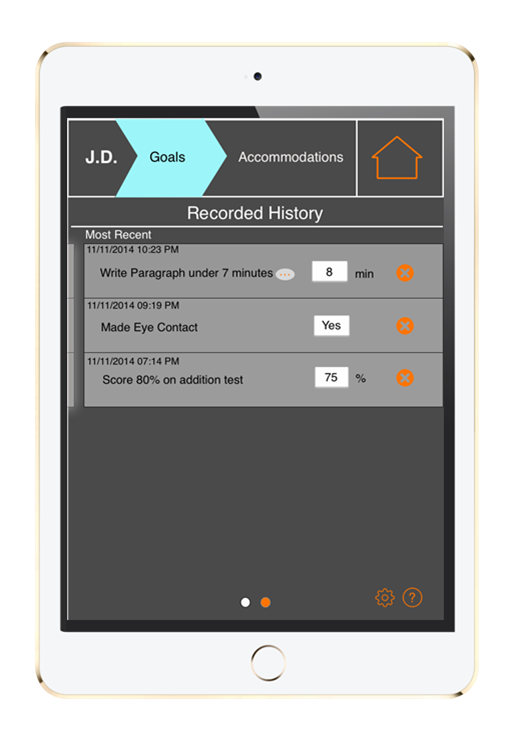 J.D. Goals Accommodations
Recorded History
Most Recent
11/11/2014 10:23 PM
Write Paragraph under 7 minutes ... 8 min
11/11/2014 09:19 PM
Made Eye Contact Yes
11/11/2014 07:14 PM
Score 80% on addition test 75 %
?